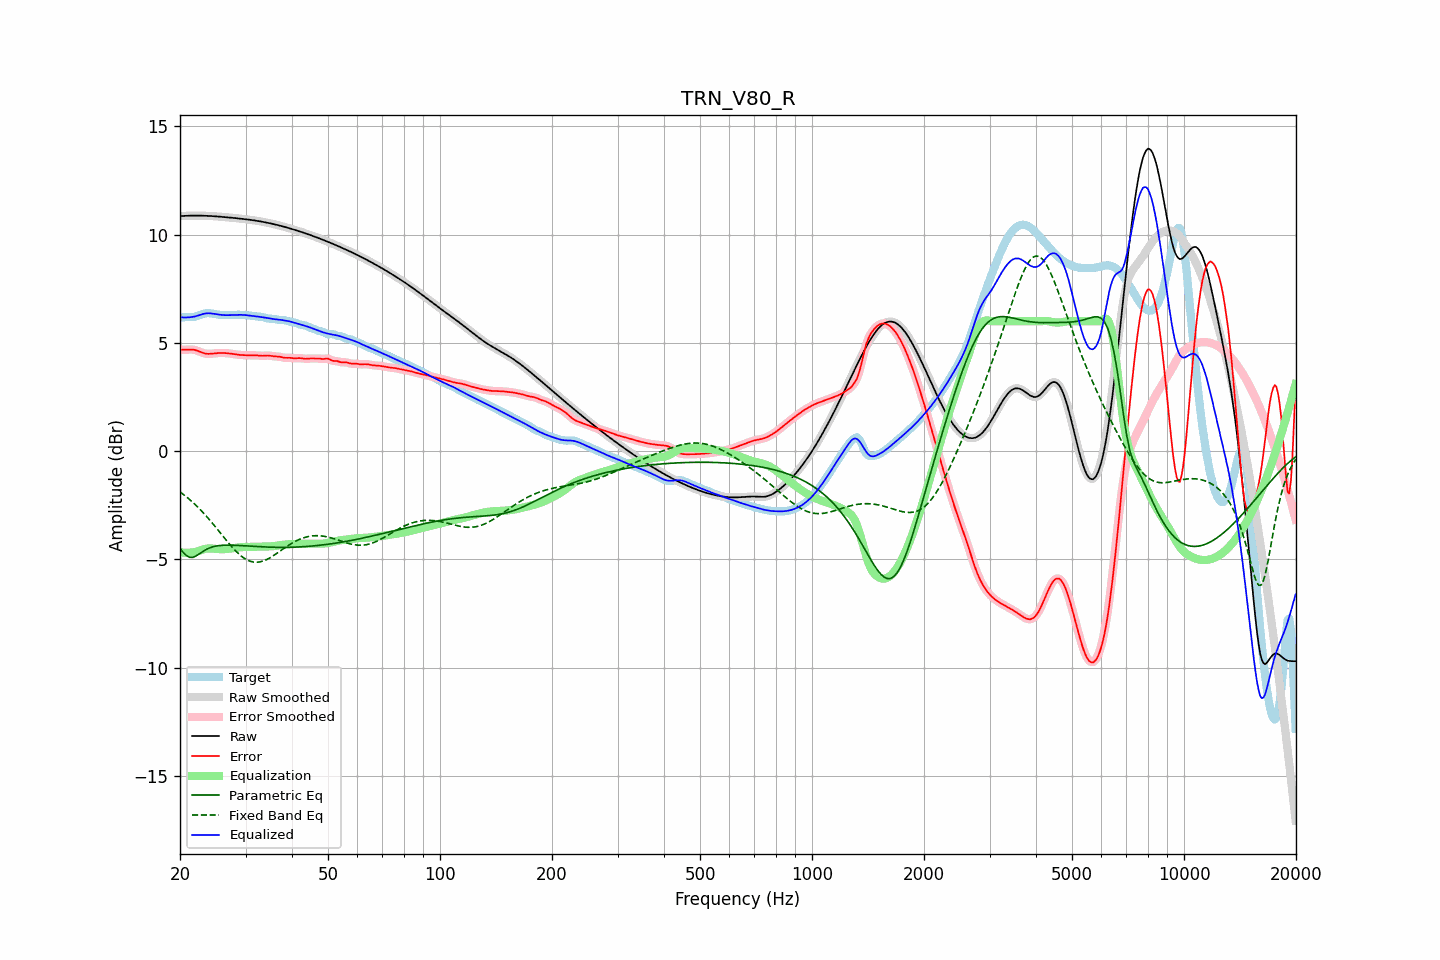 TRN_V80_R
Amplitude (dBr)
15
10
5
0
−5
−10
−15
Target
Raw Smoothed
Error Smoothed
Raw
Error
Equalization
Parametric Eq
Fixed Band Eq
Equalized
20 50 100 200 500 1000 2000 5000 10000 20000
Frequency (Hz)